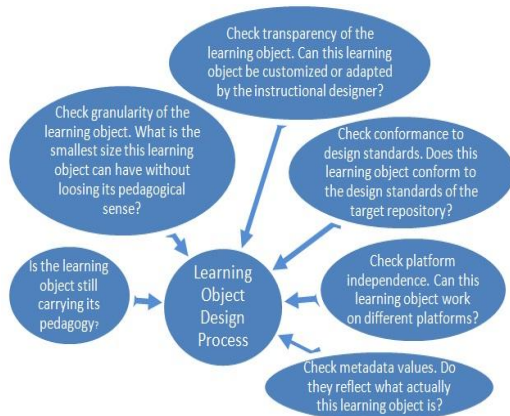 Check transparency of the
learning object. Can this learning
object be customized or adapted
by the instructional designer?
Check granularity of the
learning object. What is the
smallest size this learning
object can have without
loosing its pedagogical
sense?
Check conformance to
design standards. Does this
learning object conform to
the design standards of the
target repository?
Is the learning
object still
carrying its
pedagogy?
Learning
Object
Design
Process
Check platform
independence. Can this
learning object work
on different platforms?
Check metadata values. Do
they reflect what actually
this learning object is?